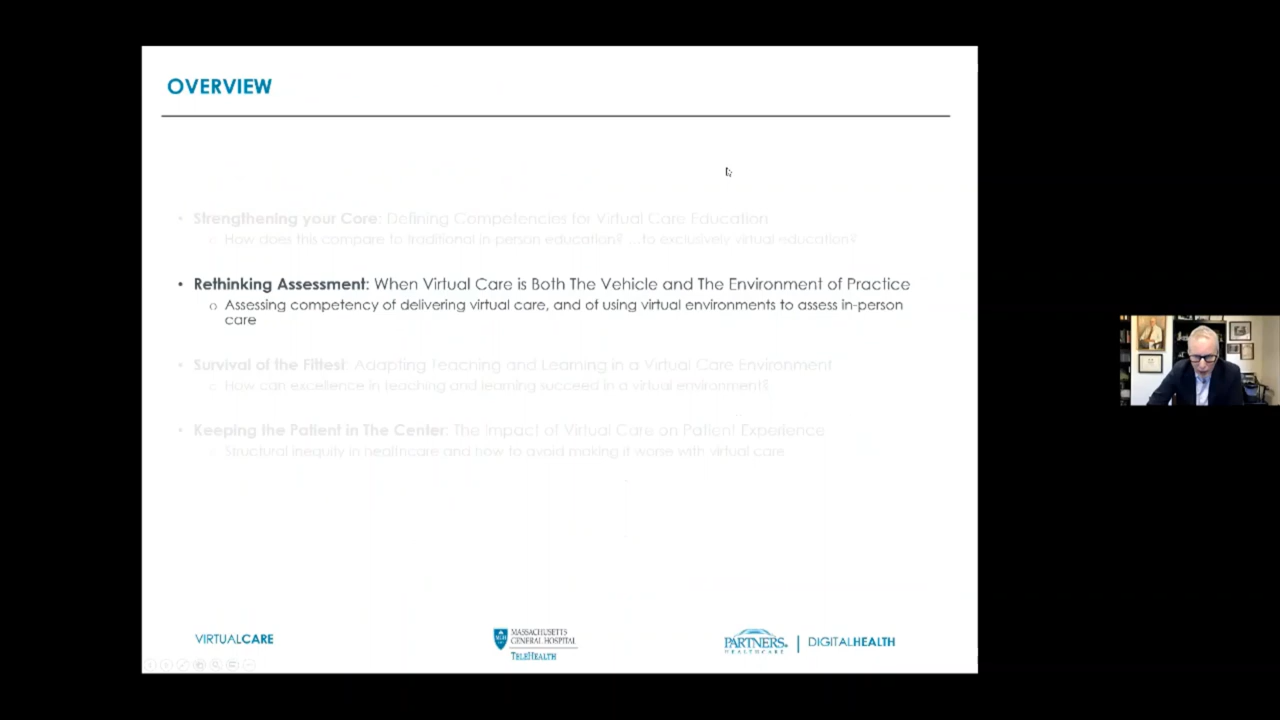 OVERVIEW
• Strengthening your Core: Defining Competencies for Virtual Care Education
o How does this compare to traditional in person education? ...to exclusively virtual education?
• Rethinking Assessment: When Virtual Care is Both The Vehicle and The Environment of Practice
o Assessing competency of delivering virtual care, and of using virtual environments to assess in-person
care
• Survival of the Fittest: Adapting Teaching and Learning in a Virtual Care Environment
o How can excellence in teaching and learning succeed in a virtual environment?
• Keeping the Patient in The Center: The Impact of Virtual Care on Patient Experience
o Structural inequity in healthcare and how to avoid making it worse with virtual care
VIRTUALCARE
MASSACHUSETTS
GENERAL HOSPITAL
TELEHEALTH
PARTNERS
HEALTHCARE
DIGITALHEALTH